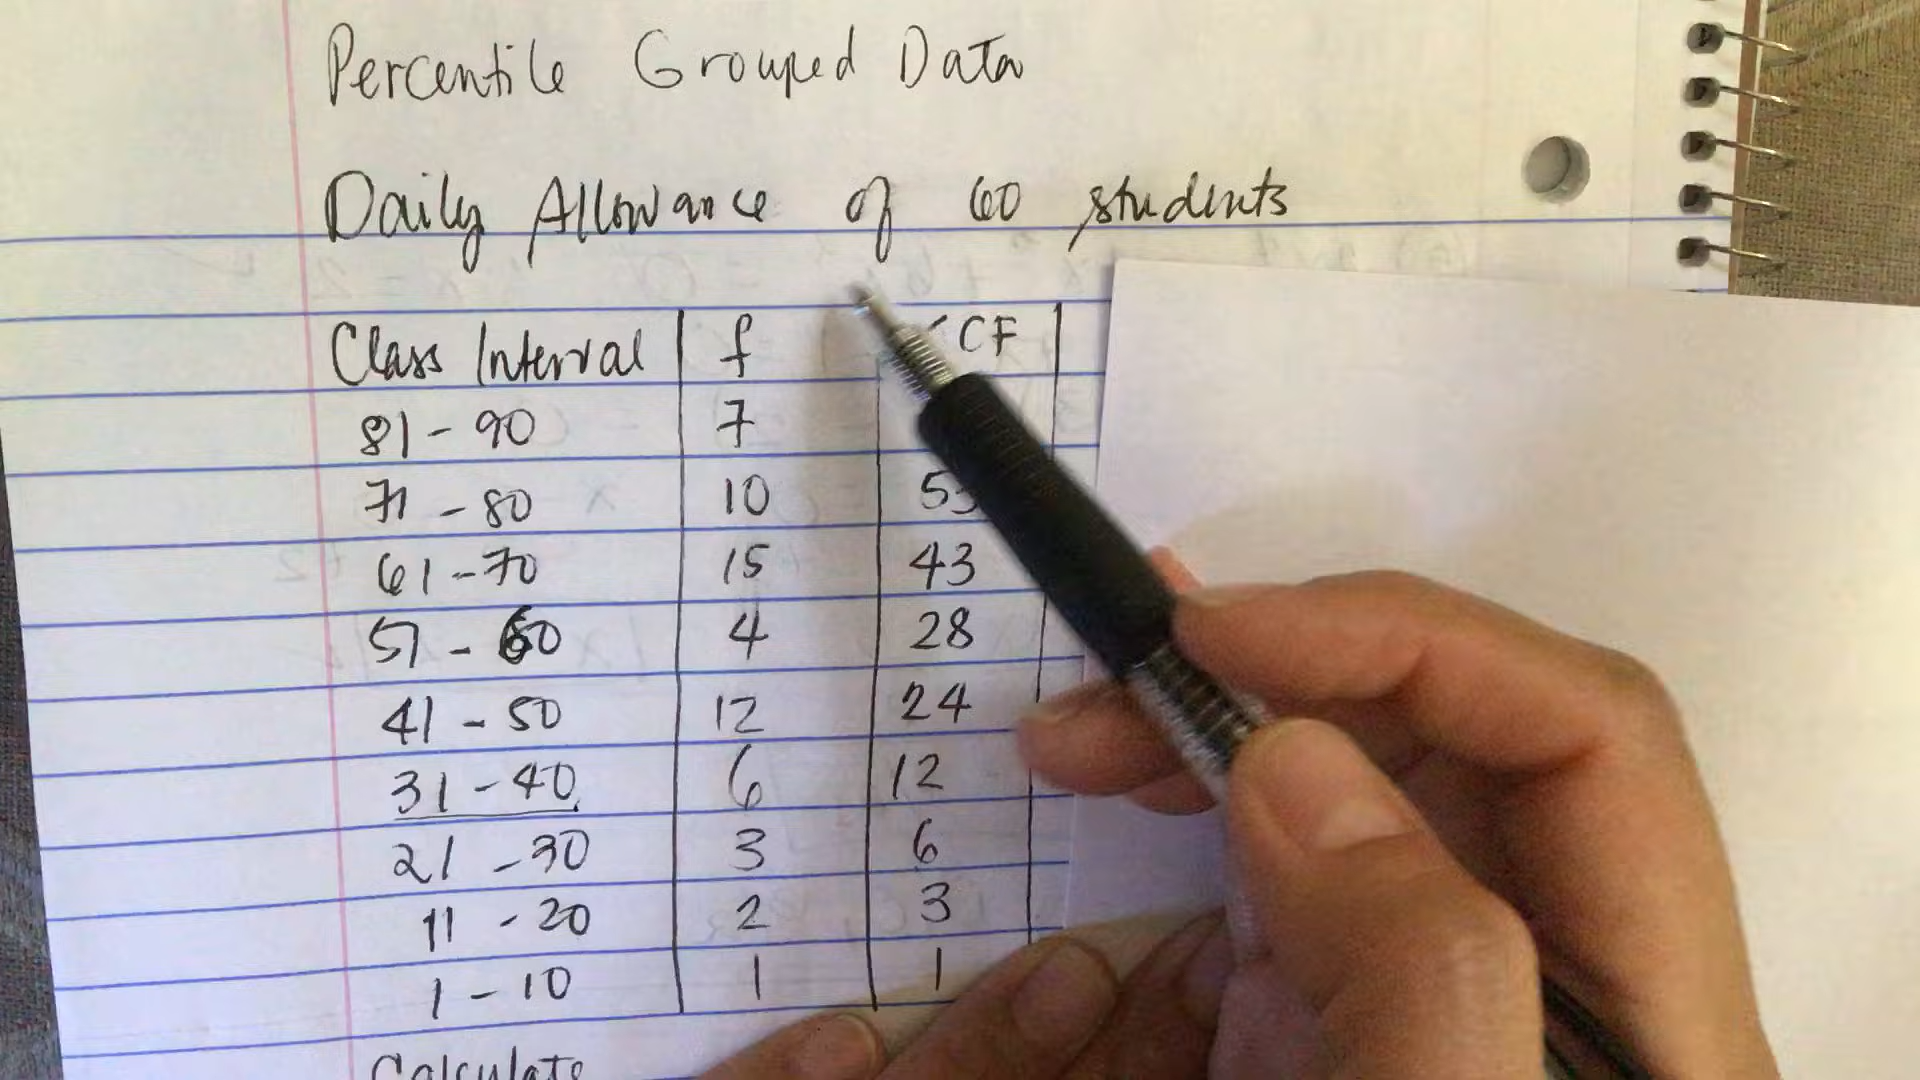 Percentile Grouped Data
Daily Allowance of 60 students
Class Interval f < CF
81 - 90 7
71 - 80 10 53
61 - 70 15 43
51 - 60 4 28
41 - 50 12 24
31 - 40 6 12
21 - 30 3 6
11 - 20 2 3
1 - 10 1 1
Calculate